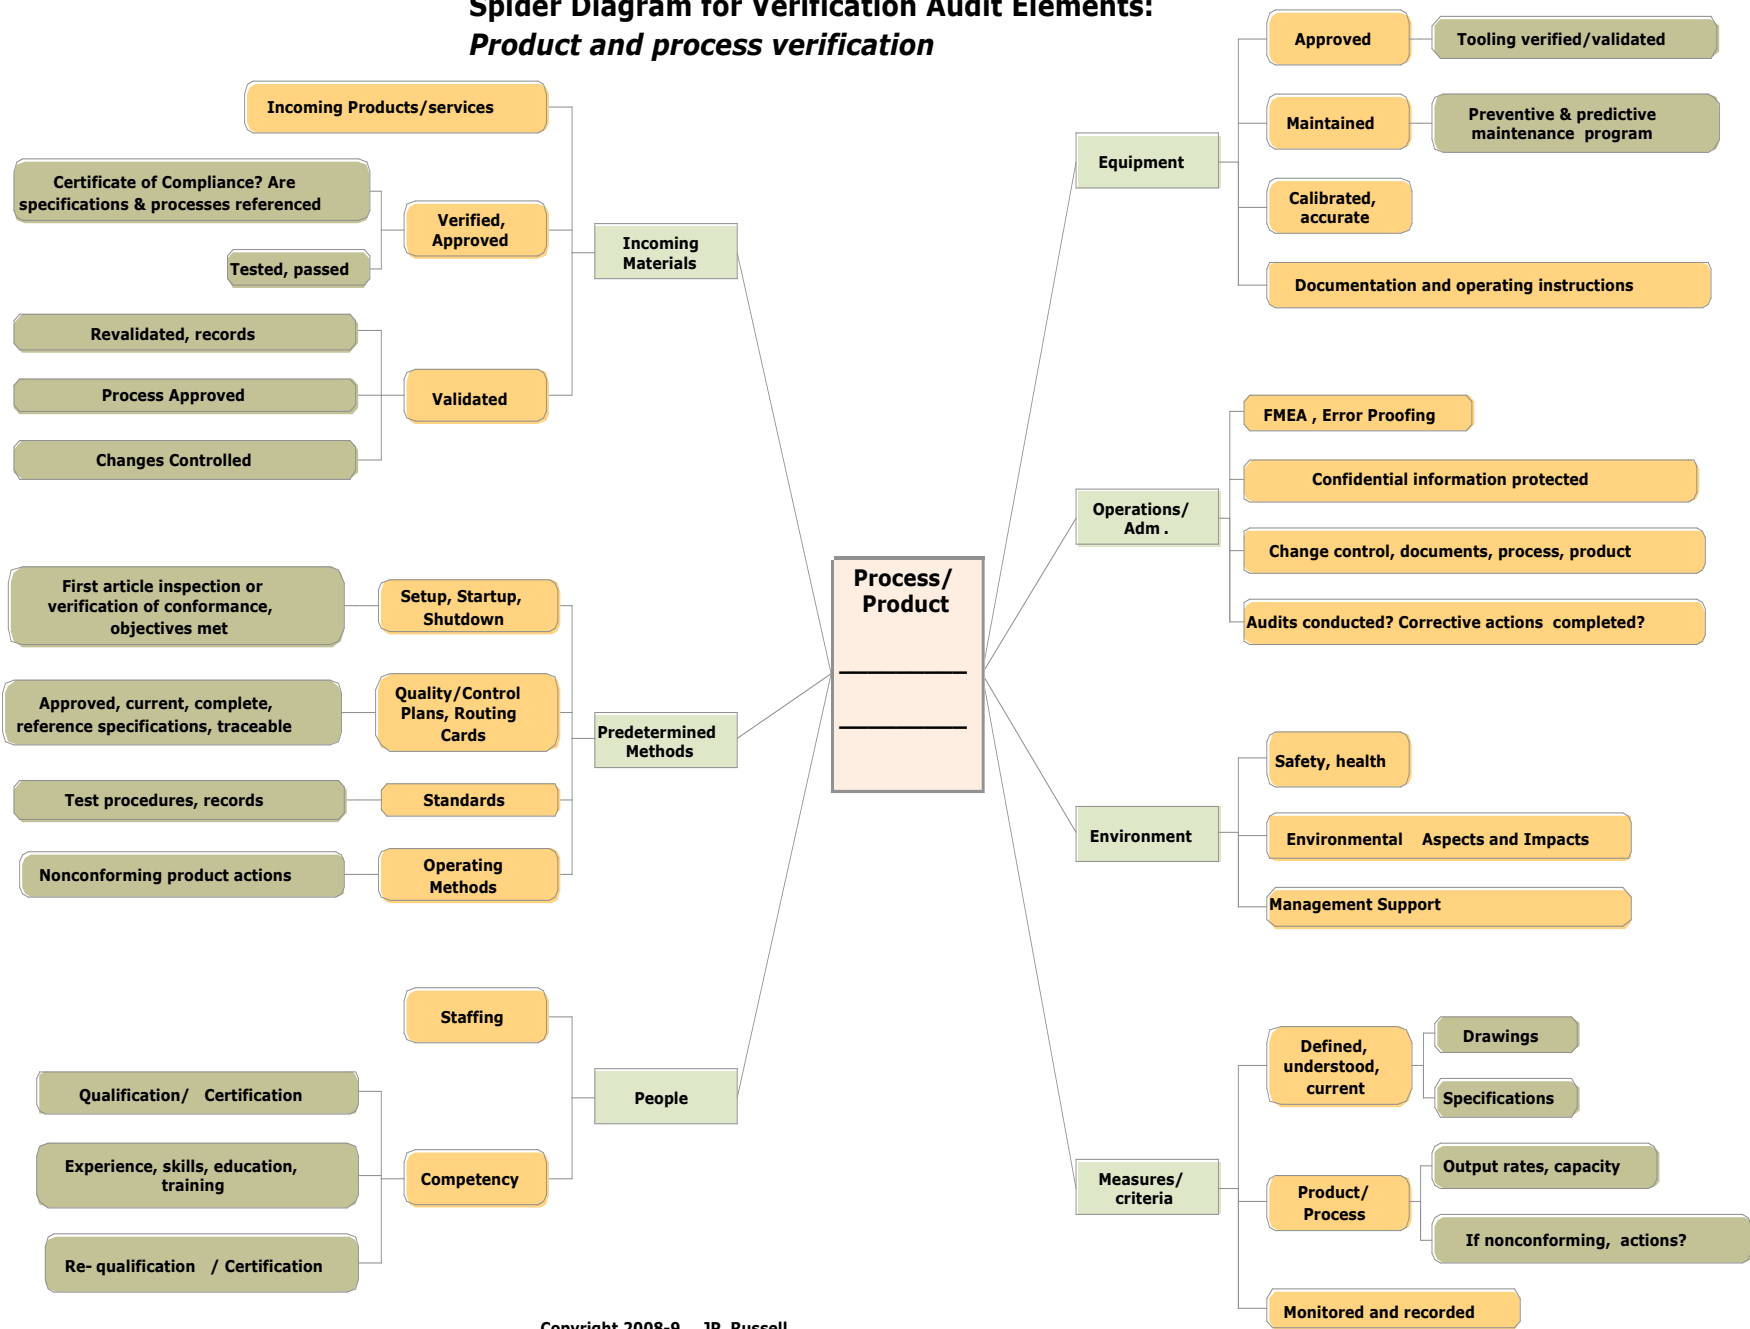 Spider Diagram for Verification Audit Elements:
Product and process verification
Incoming Products/services
Certificate of Compliance? Are
specifications & processes referenced
Verified,
Approved
Tested, passed
Incoming
Materials
Revalidated, records
Process Approved
Validated
Changes Controlled
First article inspection or
verification of conformance,
objectives met
Setup, Startup,
Shutdown
Approved, current, complete,
reference specifications, traceable
Quality/Control
Plans, Routing
Cards
Predetermined
Methods
Test procedures, records
Standards
Nonconforming product actions
Operating
Methods
Staffing
Qualification/ Certification
People
Experience, skills, education,
training
Competency
Re- qualification / Certification
Process/
Product
Equipment
Approved
Tooling verified/validated
Maintained
Preventive & predictive
maintenance program
Calibrated,
accurate
Documentation and operating instructions
Operations/
Adm .
FMEA , Error Proofing
Confidential information protected
Change control, documents, process, product
Audits conducted? Corrective actions completed?
Environment
Safety, health
Environmental Aspects and Impacts
Management Support
Measures/
criteria
Defined,
understood,
current
Drawings
Specifications
Product/
Process
Output rates, capacity
If nonconforming, actions?
Monitored and recorded
Copyright 2008-9 JP Russell